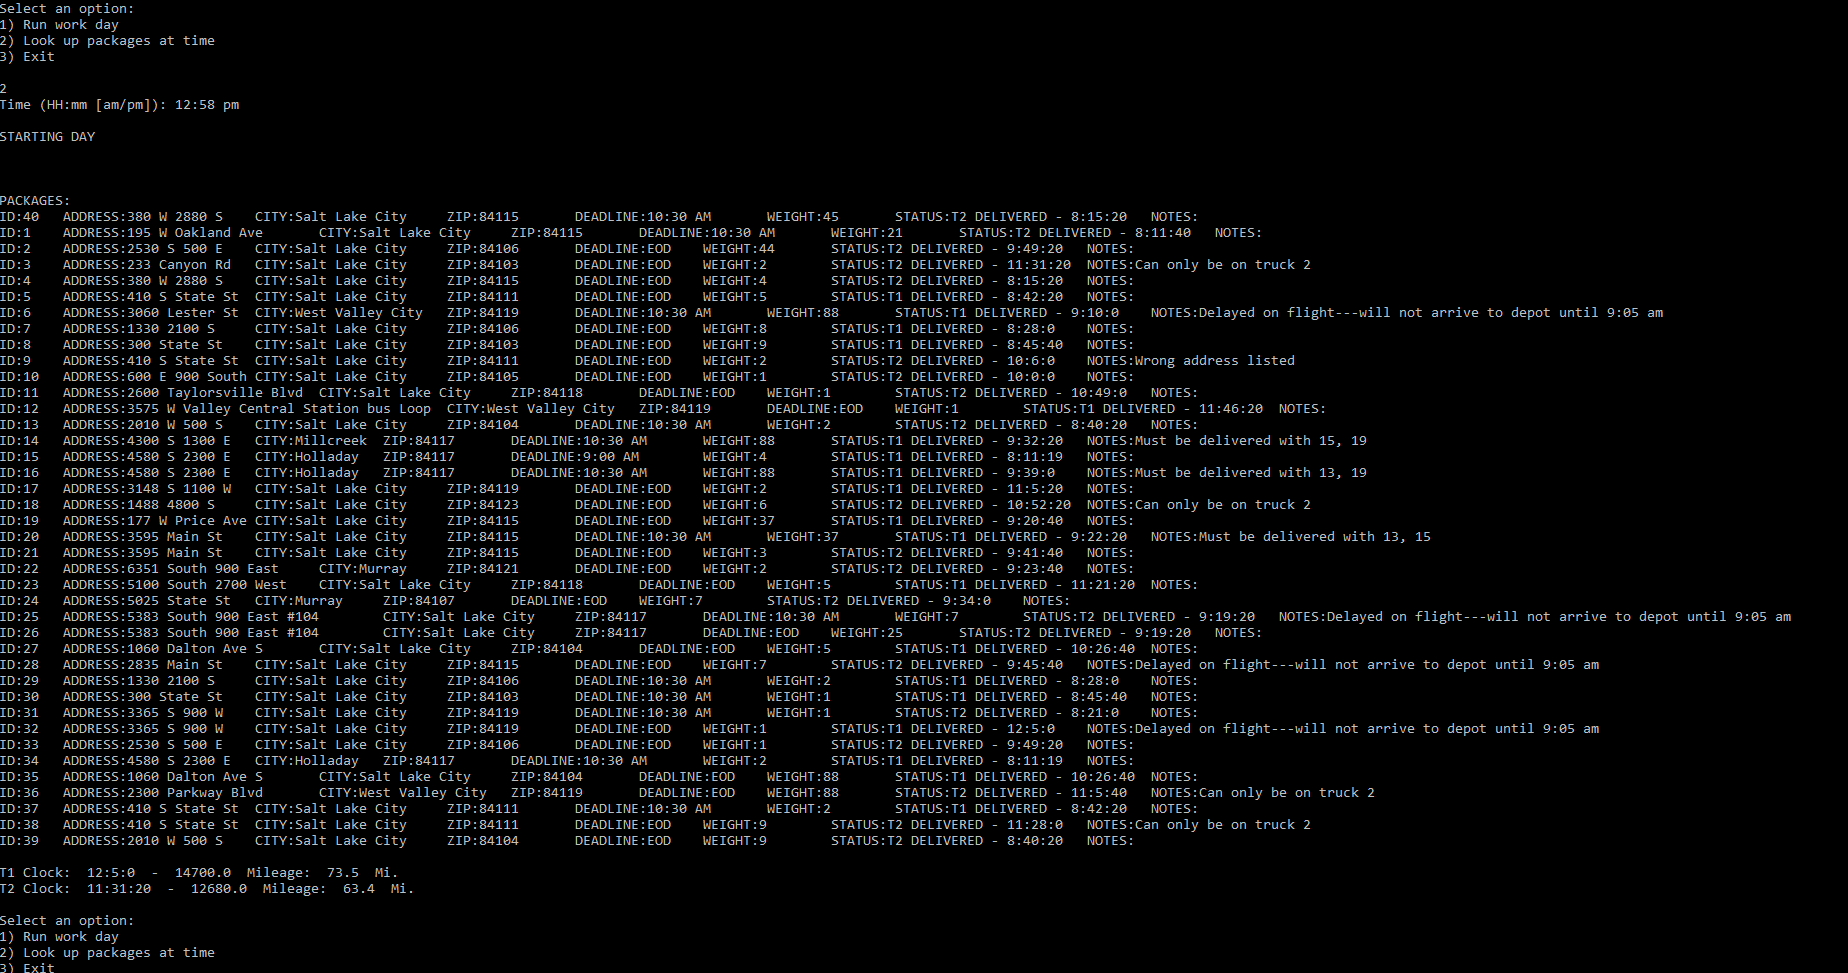 Select an option:
1) Run work day
2) Look up packages at time
3) Exit
2
Time (HH:mm [am/pm]): 12:58 pm
STARTING DAY
PACKAGES:
ID:40 ADDRESS:380 W 2880 S CITY:Salt Lake City ZIP:84115 DEADLINE:10:30 AM WEIGHT:45 STATUS:T2 DELIVERED - 8:15:20 NOTES:
ID:1 ADDRESS:195 W Oakland Ave CITY:Salt Lake City ZIP:84115 DEADLINE:10:30 AM WEIGHT:21 STATUS:T2 DELIVERED - 8:11:40 NOTES:
ID:2 ADDRESS:2530 S 500 E CITY:Salt Lake City ZIP:84106 DEADLINE:EOD WEIGHT:44 STATUS:T2 DELIVERED - 9:49:20 NOTES:
ID:3 ADDRESS:233 Canyon Rd CITY:Salt Lake City ZIP:84103 DEADLINE:EOD WEIGHT:2 STATUS:T2 DELIVERED - 11:31:20 NOTES:Can only be on truck 2
ID:4 ADDRESS:380 W 2880 S CITY:Salt Lake City ZIP:84115 DEADLINE:EOD WEIGHT:4 STATUS:T2 DELIVERED - 8:15:20 NOTES:
ID:5 ADDRESS:410 S State St CITY:Salt Lake City ZIP:84111 DEADLINE:EOD WEIGHT:5 STATUS:T1 DELIVERED - 8:42:20 NOTES:
ID:6 ADDRESS:3060 Lester St CITY:West Valley City ZIP:84119 DEADLINE:10:30 AM WEIGHT:88 STATUS:T1 DELIVERED - 9:10:0 NOTES:Delayed on flight---will not arrive to depot until 9:05 am
ID:7 ADDRESS:1330 2100 S CITY:Salt Lake City ZIP:84106 DEADLINE:EOD WEIGHT:8 STATUS:T1 DELIVERED - 8:28:0 NOTES:
ID:8 ADDRESS:300 State St CITY:Salt Lake City ZIP:84103 DEADLINE:EOD WEIGHT:9 STATUS:T1 DELIVERED - 8:45:40 NOTES:
ID:9 ADDRESS:410 S State St CITY:Salt Lake City ZIP:84111 DEADLINE:EOD WEIGHT:2 STATUS:T2 DELIVERED - 10:6:0 NOTES:Wrong address listed
ID:10 ADDRESS:600 E 900 South CITY:Salt Lake City ZIP:84105 DEADLINE:EOD WEIGHT:1 STATUS:T2 DELIVERED - 10:0:0 NOTES:
ID:11 ADDRESS:2600 Taylorsville Blvd CITY:Salt Lake City ZIP:84118 DEADLINE:EOD WEIGHT:1 STATUS:T2 DELIVERED - 10:49:0 NOTES:
ID:12 ADDRESS:3575 W Valley Central Station bus Loop CITY:West Valley City ZIP:84119 DEADLINE:EOD WEIGHT:1 STATUS:T1 DELIVERED - 11:46:20 NOTES:
ID:13 ADDRESS:2010 W 500 S CITY:Salt Lake City ZIP:84104 DEADLINE:10:30 AM WEIGHT:2 STATUS:T2 DELIVERED - 8:40:20 NOTES:
ID:14 ADDRESS:4300 S 1300 E CITY:Millcreek ZIP:84117 DEADLINE:10:30 AM WEIGHT:88 STATUS:T1 DELIVERED - 9:32:20 NOTES:Must be delivered with 15, 19
ID:15 ADDRESS:4580 S 2300 E CITY:Holladay ZIP:84117 DEADLINE:9:00 AM WEIGHT:4 STATUS:T1 DELIVERED - 8:11:19 NOTES:
ID:16 ADDRESS:4580 S 2300 E CITY:Holladay ZIP:84117 DEADLINE:10:30 AM WEIGHT:88 STATUS:T1 DELIVERED - 9:39:0 NOTES:Must be delivered with 13, 19
ID:17 ADDRESS:3148 S 1100 W CITY:Salt Lake City ZIP:84119 DEADLINE:EOD WEIGHT:2 STATUS:T1 DELIVERED - 11:5:20 NOTES:
ID:18 ADDRESS:1488 4800 S CITY:Salt Lake City ZIP:84123 DEADLINE:EOD WEIGHT:6 STATUS:T2 DELIVERED - 10:52:20 NOTES:Can only be on truck 2
ID:19 ADDRESS:177 W Price Ave CITY:Salt Lake City ZIP:84115 DEADLINE:EOD WEIGHT:37 STATUS:T1 DELIVERED - 9:20:40 NOTES:
ID:20 ADDRESS:3595 Main St CITY:Salt Lake City ZIP:84115 DEADLINE:10:30 AM WEIGHT:37 STATUS:T1 DELIVERED - 9:22:20 NOTES:Must be delivered with 13, 15
ID:21 ADDRESS:3595 Main St CITY:Salt Lake City ZIP:84115 DEADLINE:EOD WEIGHT:3 STATUS:T2 DELIVERED - 9:41:40 NOTES:
ID:22 ADDRESS:6351 South 900 East CITY:Murray ZIP:84121 DEADLINE:EOD WEIGHT:2 STATUS:T2 DELIVERED - 9:23:40 NOTES:
ID:23 ADDRESS:5100 South 2700 West CITY:Salt Lake City ZIP:84118 DEADLINE:EOD WEIGHT:5 STATUS:T1 DELIVERED - 11:21:20 NOTES:
ID:24 ADDRESS:5025 State St CITY:Murray ZIP:84107 DEADLINE:EOD WEIGHT:7 STATUS:T2 DELIVERED - 9:34:0 NOTES:
ID:25 ADDRESS:5383 South 900 East #104 CITY:Salt Lake City ZIP:84117 DEADLINE:10:30 AM WEIGHT:7 STATUS:T2 DELIVERED - 9:19:20 NOTES:Delayed on flight---will not arrive to depot until 9:05 am
ID:26 ADDRESS:5383 South 900 East #104 CITY:Salt Lake City ZIP:84117 DEADLINE:EOD WEIGHT:25 STATUS:T2 DELIVERED - 9:19:20 NOTES:
ID:27 ADDRESS:1060 Dalton Ave S CITY:Salt Lake City ZIP:84104 DEADLINE:EOD WEIGHT:5 STATUS:T1 DELIVERED - 10:26:40 NOTES:
ID:28 ADDRESS:2835 Main St CITY:Salt Lake City ZIP:84115 DEADLINE:EOD WEIGHT:7 STATUS:T2 DELIVERED - 9:45:40 NOTES:Delayed on flight---will not arrive to depot until 9:05 am
ID:29 ADDRESS:1330 2100 S CITY:Salt Lake City ZIP:84106 DEADLINE:10:30 AM WEIGHT:2 STATUS:T1 DELIVERED - 8:28:0 NOTES:
ID:30 ADDRESS:300 State St CITY:Salt Lake City ZIP:84103 DEADLINE:10:30 AM WEIGHT:1 STATUS:T1 DELIVERED - 8:45:40 NOTES:
ID:31 ADDRESS:3365 S 900 W CITY:Salt Lake City ZIP:84119 DEADLINE:10:30 AM WEIGHT:1 STATUS:T2 DELIVERED - 8:21:0 NOTES:
ID:32 ADDRESS:3365 S 900 W CITY:Salt Lake City ZIP:84119 DEADLINE:EOD WEIGHT:1 STATUS:T1 DELIVERED - 12:5:0 NOTES:Delayed on flight---will not arrive to depot until 9:05 am
ID:33 ADDRESS:2530 S 500 E CITY:Salt Lake City ZIP:84106 DEADLINE:EOD WEIGHT:1 STATUS:T2 DELIVERED - 9:49:20 NOTES:
ID:34 ADDRESS:4580 S 2300 E CITY:Holladay ZIP:84117 DEADLINE:10:30 AM WEIGHT:2 STATUS:T1 DELIVERED - 8:11:19 NOTES:
ID:35 ADDRESS:1060 Dalton Ave S CITY:Salt Lake City ZIP:84104 DEADLINE:EOD WEIGHT:88 STATUS:T1 DELIVERED - 10:26:40 NOTES:
ID:36 ADDRESS:2300 Parkway Blvd CITY:West Valley City ZIP:84119 DEADLINE:EOD WEIGHT:88 STATUS:T2 DELIVERED - 11:5:40 NOTES:Can only be on truck 2
ID:37 ADDRESS:410 S State St CITY:Salt Lake City ZIP:84111 DEADLINE:10:30 AM WEIGHT:2 STATUS:T1 DELIVERED - 8:42:20 NOTES:
ID:38 ADDRESS:410 S State St CITY:Salt Lake City ZIP:84111 DEADLINE:EOD WEIGHT:9 STATUS:T2 DELIVERED - 11:28:0 NOTES:Can only be on truck 2
ID:39 ADDRESS:2010 W 500 S CITY:Salt Lake City ZIP:84104 DEADLINE:EOD WEIGHT:9 STATUS:T2 DELIVERED - 8:40:20 NOTES:
T1 Clock: 12:5:0 - 14700.0 Mileage: 73.5 Mi.
T2 Clock: 11:31:20 - 12680.0 Mileage: 63.4 Mi.
Select an option:
1) Run work day
2) Look up packages at time
3) Exit